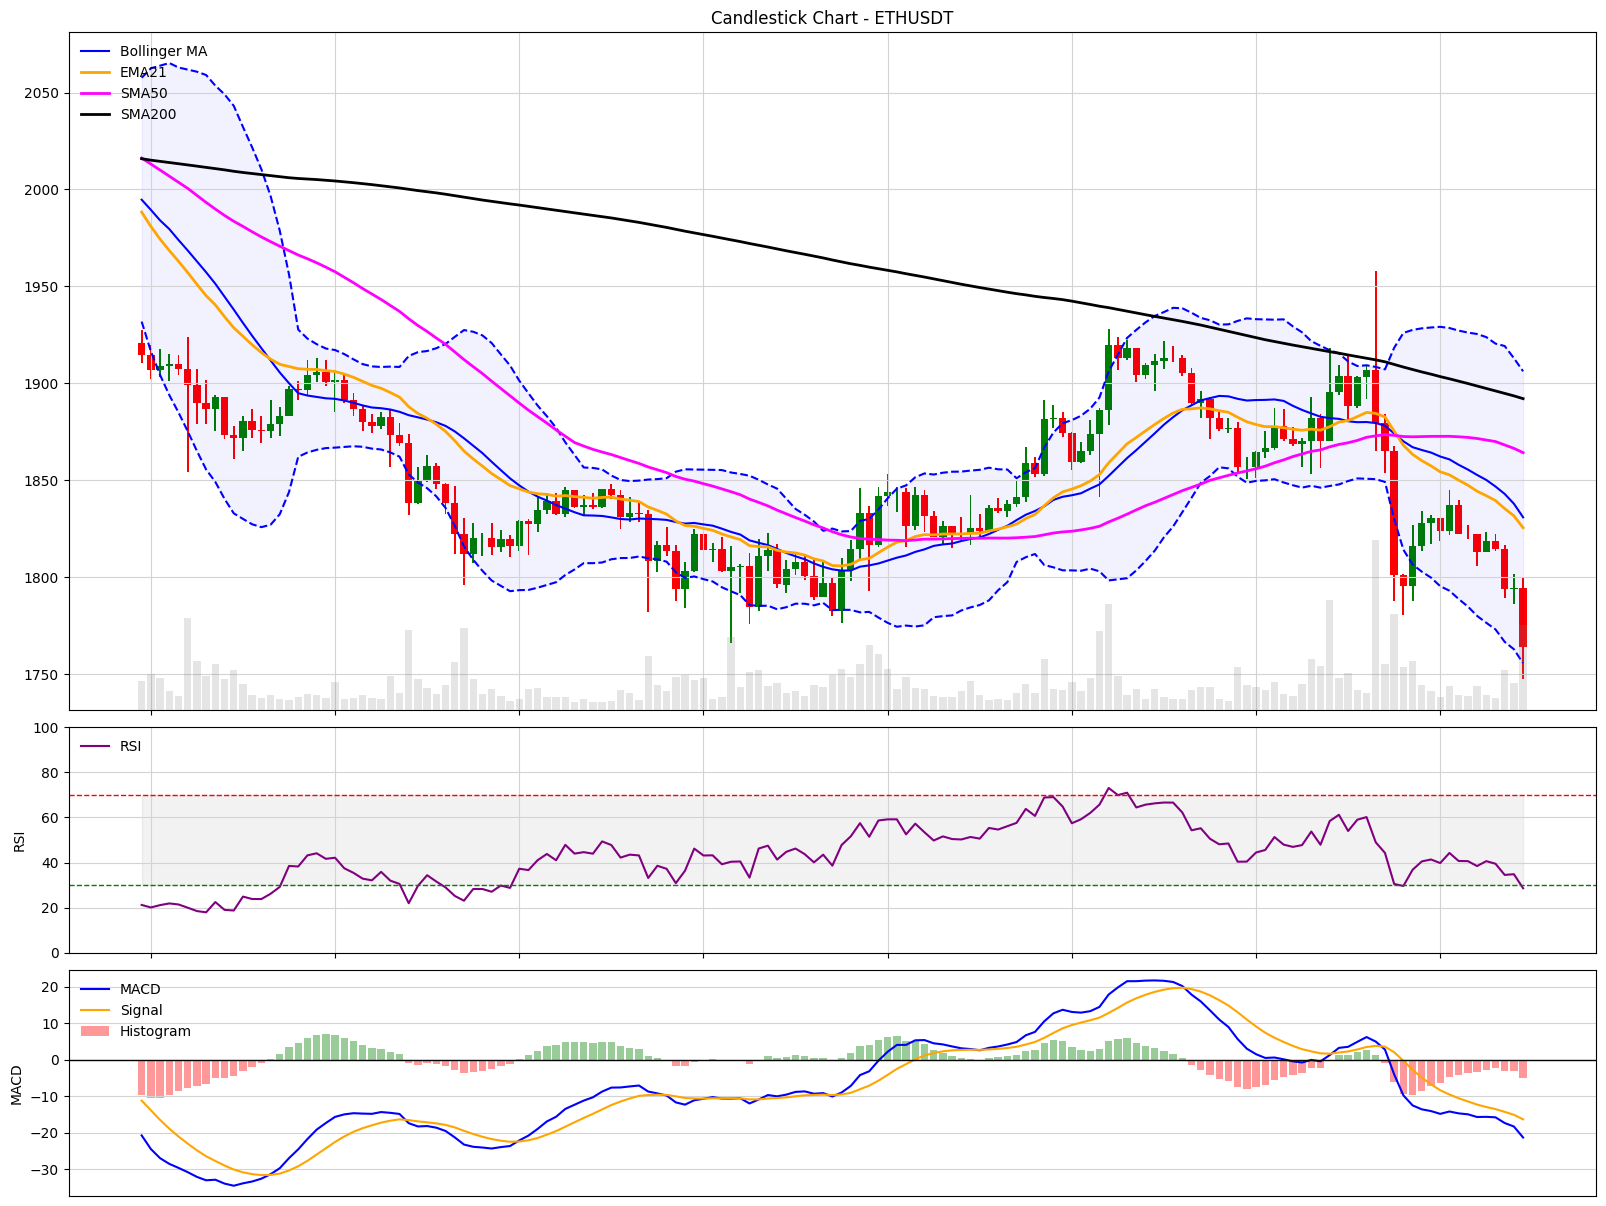 Candlestick Chart - ETHUSDT
Bollinger MA
EMA21
SMA50
SMA200
2050
2000
1950
1900
1850
1800
1750
RSI
100
80
60
40
20
0
RSI
MACD
Signal
Histogram
20
10
0
−10
−20
−30
MACD